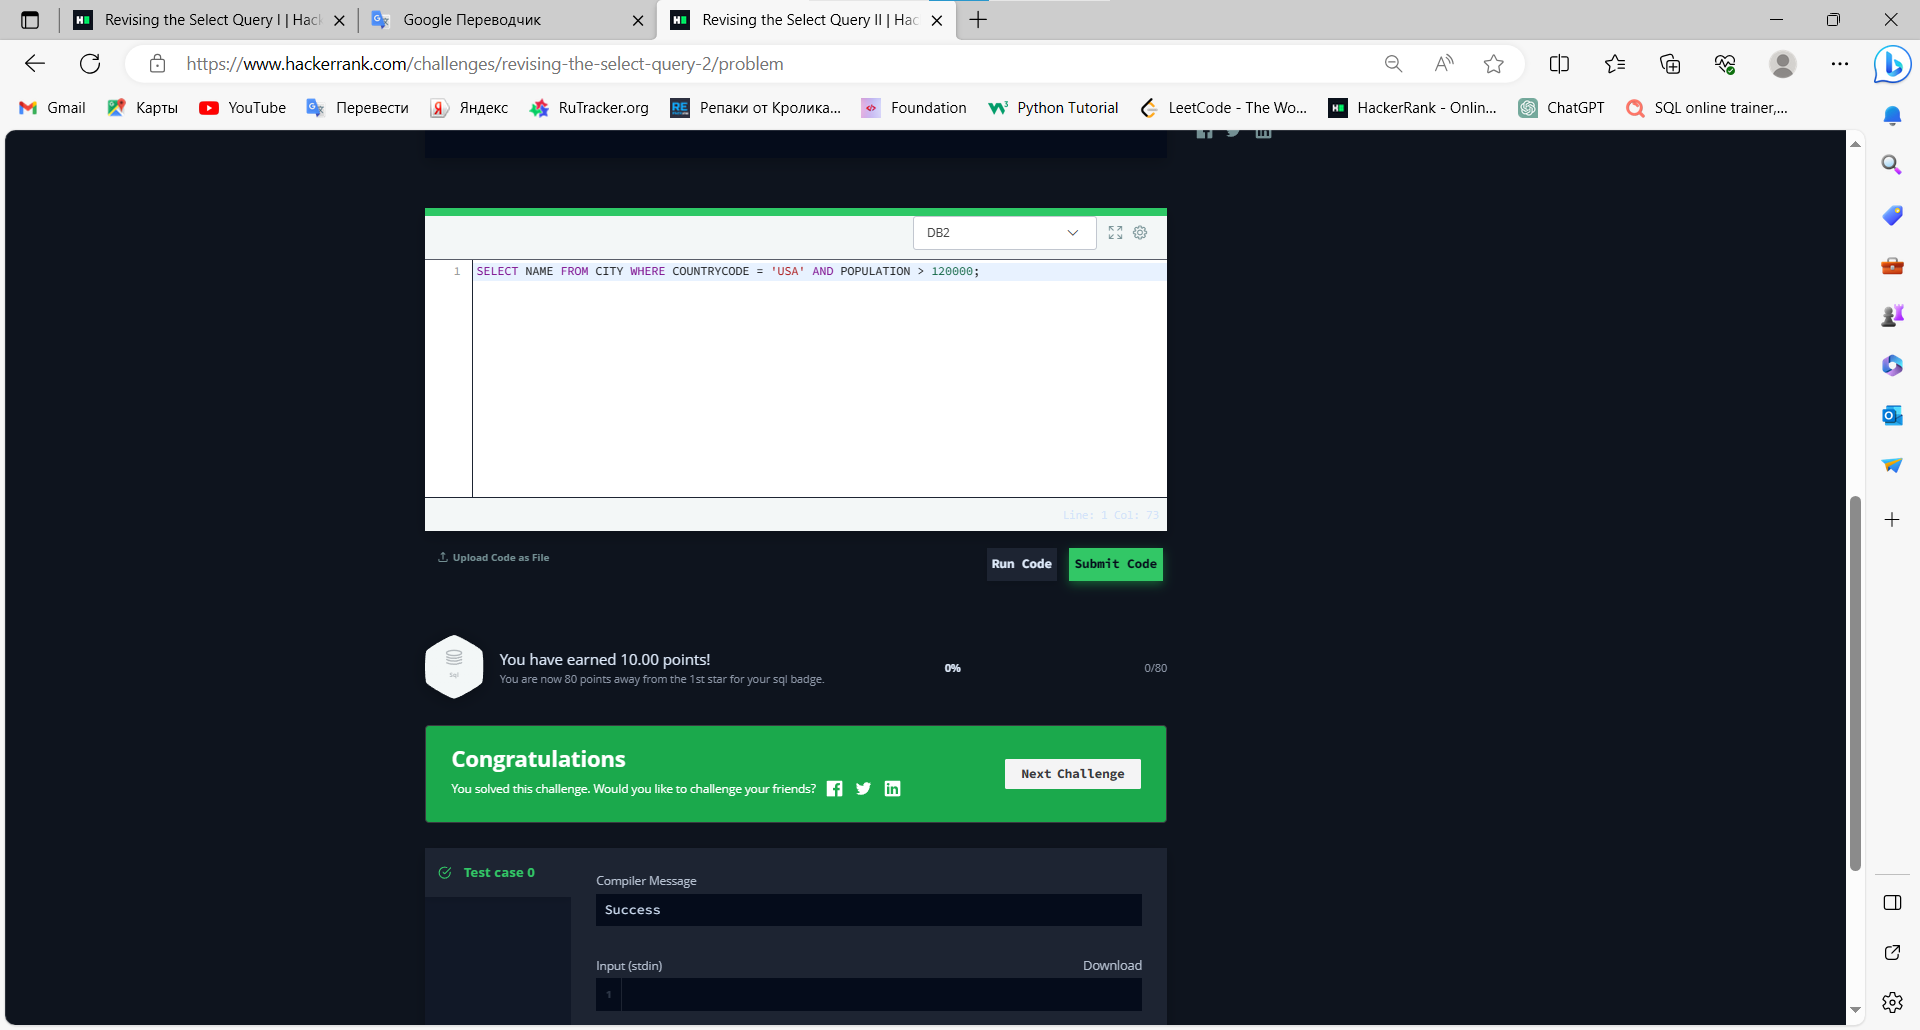 Revising the Select Query I | Hack
Google Переводчик
Revising the Select Query II | Hac
https://www.hackerrank.com/challenges/revising-the-select-query-2/problem
Gmail
Карты
YouTube
Перевести
Яндекс
RuTracker.org
Репаки от Кролика...
Foundation
Python Tutorial
LeetCode - The Wo...
HackerRank - Onlin...
ChatGPT
SQL online trainer,...
DB2
1 SELECT NAME FROM CITY WHERE COUNTRYCODE = 'USA' AND POPULATION > 120000;
Line: 1 Col: 73
Upload Code as File
Run Code
Submit Code
Sql
You have earned 10.00 points!
You are now 80 points away from the 1st star for your sql badge.
0%
0/80
Congratulations
You solved this challenge. Would you like to challenge your friends?
Next Challenge
Test case 0
Compiler Message
Success
Input (stdin)
Download
1